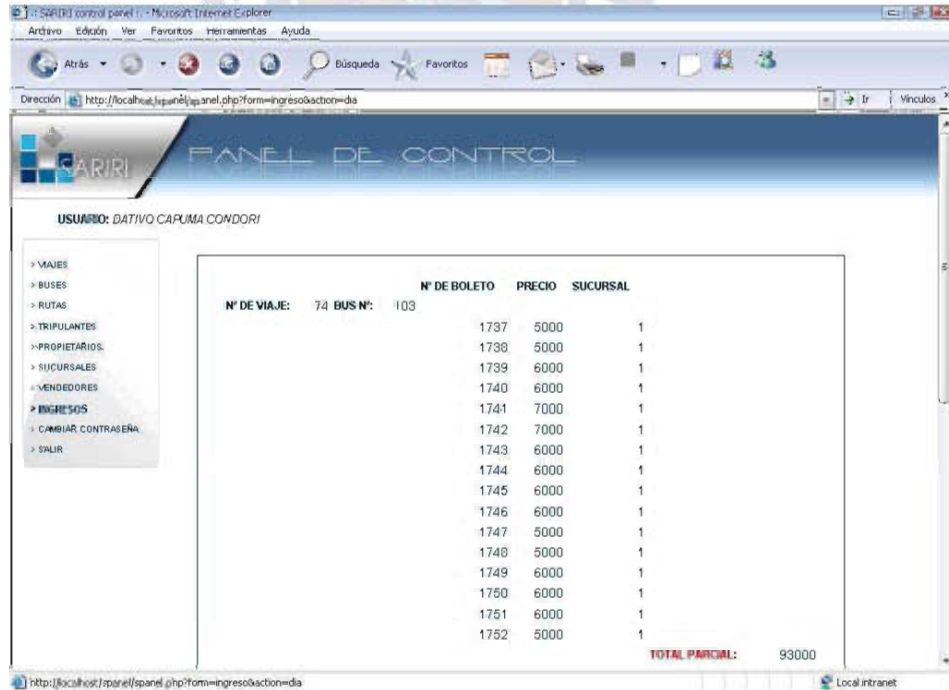 .: SARIRI control panel :. - Microsoft Internet Explorer
Archivo Edición Ver Favoritos Herramientas Ayuda
Atrás Búsqueda Favoritos
Dirección http://localhost/spanel/spanel.php?form=ingreso&action=dia Ir Vínculos
SARIRI PANEL DE CONTROL
USUARIO: DATIVO CAPUMA CONDORI
> VIAJES
> BUSES
> RUTAS
> TRIPULANTES
> PROPIETARIOS
> SUCURSALES
> VENDEDORES
> INGRESOS
> CAMBIAR CONTRASEÑA
> SALIR
Nº DE BOLETO PRECIO SUCURSAL
Nº DE VIAJE: 74 BUS Nº: 103
1737 5000 1
1738 5000 1
1739 6000 1
1740 6000 1
1741 7000 1
1742 7000 1
1743 6000 1
1744 6000 1
1745 6000 1
1746 6000 1
1747 5000 1
1748 5000 1
1749 6000 1
1750 6000 1
1751 6000 1
1752 5000 1
TOTAL PARCIAL: 93000
http://localhost/spanel/spanel.php?form=ingreso&action=dia Local intranet